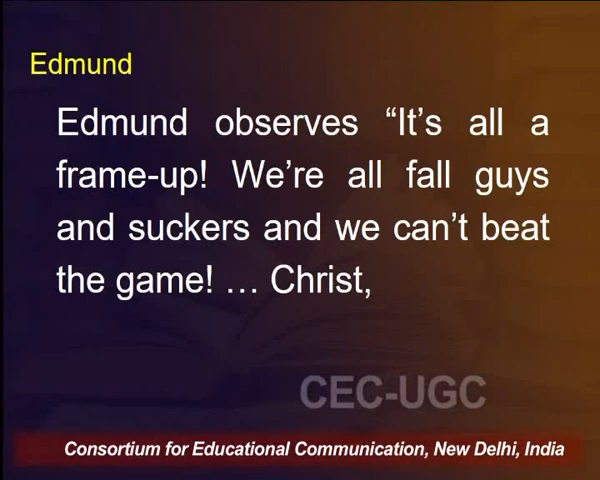 Edmund
Edmund observes “It’s all a
frame-up! We’re all fall guys
and suckers and we can’t beat
the game! … Christ,
CEC-UGC
Consortium for Educational Communication, New Delhi, India